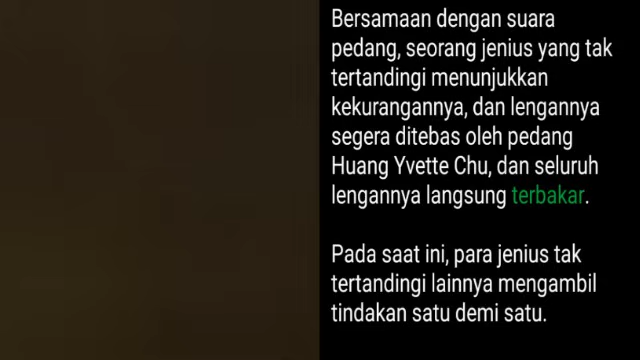 Bersamaan dengan suara
pedang, seorang jenius yang tak
tertandingi menunjukkan
kekurangannya, dan lengannya
segera ditebas oleh pedang
Huang Yvette Chu, dan seluruh
lengannya langsung terbakar.
Pada saat ini, para jenius tak
tertandingi lainnya mengambil
tindakan satu demi satu.